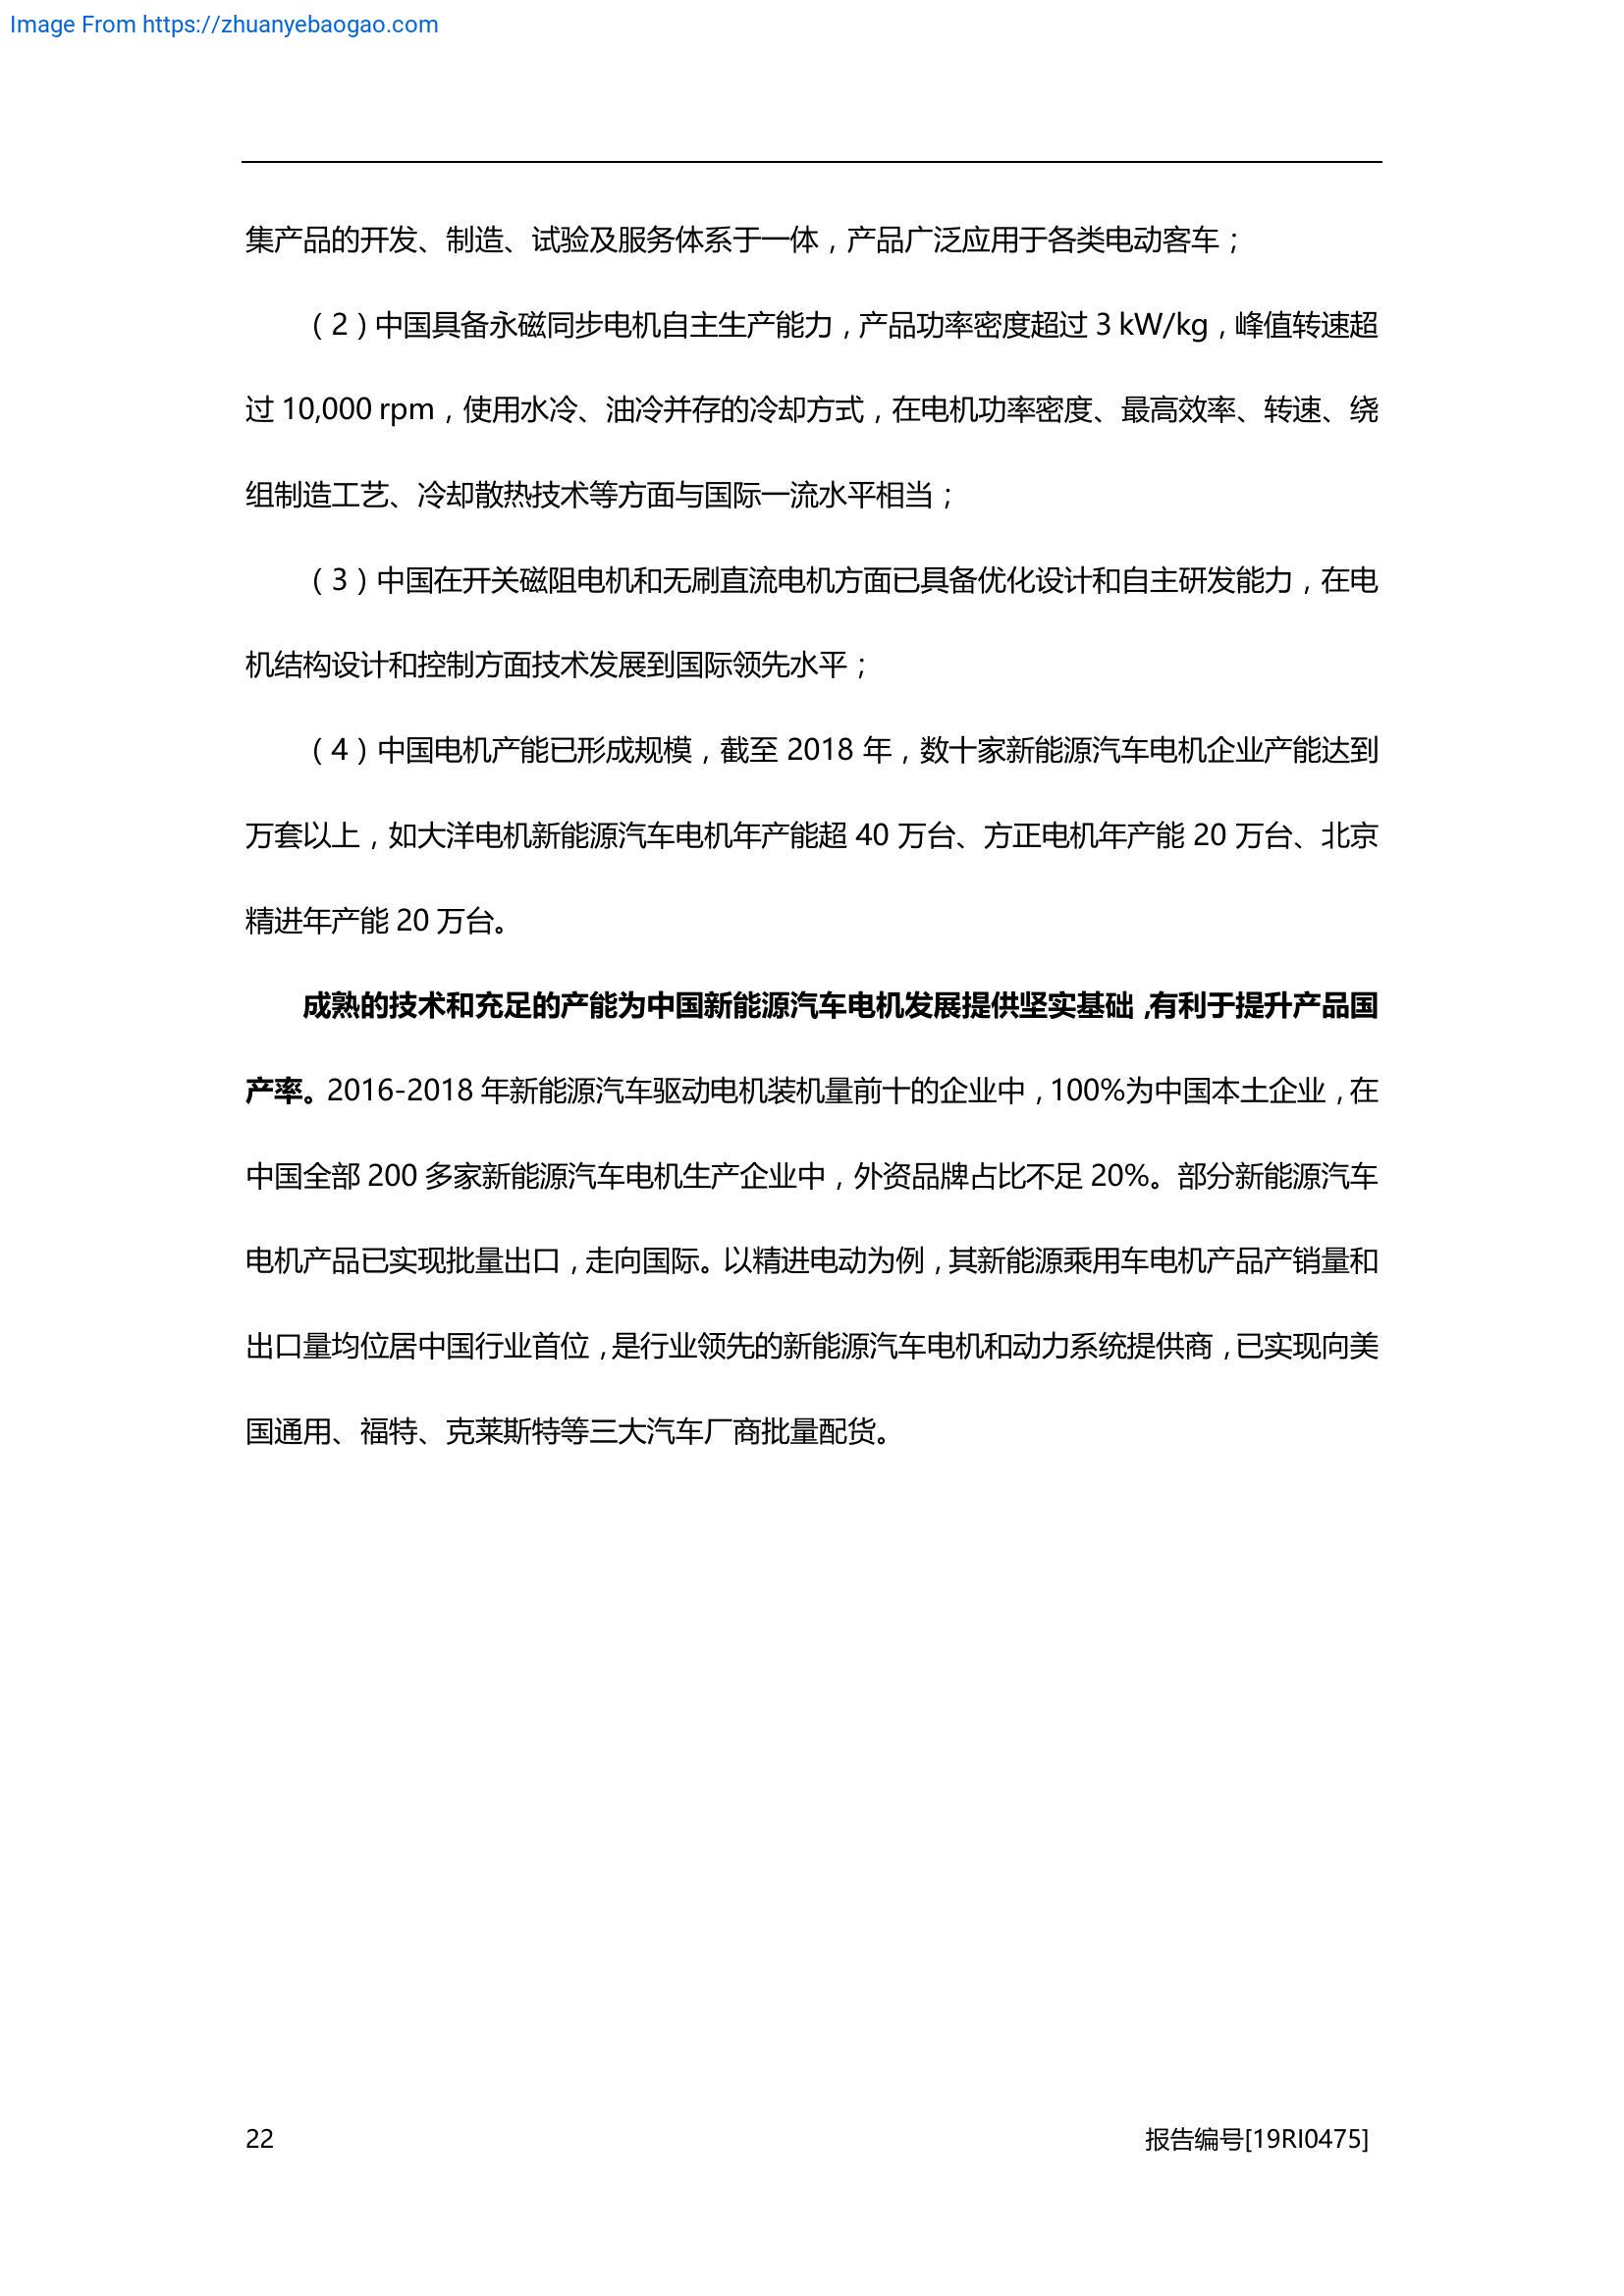 Image From https://zhuanyebaogao.com
集产品的开发、制造、试验及服务体系于一体，产品广泛应用于各类电动客车；
（2）中国具备永磁同步电机自主生产能力，产品功率密度超过 3 kW/kg，峰值转速超
过 10,000 rpm，使用水冷、油冷并存的冷却方式，在电机功率密度、最高效率、转速、绕
组制造工艺、冷却散热技术等方面与国际一流水平相当；
（3）中国在开关磁阻电机和无刷直流电机方面已具备优化设计和自主研发能力，在电
机结构设计和控制方面技术发展到国际领先水平；
（4）中国电机产能已形成规模，截至 2018 年，数十家新能源汽车电机企业产能达到
万套以上，如大洋电机新能源汽车电机年产能超 40 万台、方正电机年产能 20 万台、北京
精进年产能 20 万台。
成熟的技术和充足的产能为中国新能源汽车电机发展提供坚实基础，有利于提升产品国
产率。2016-2018 年新能源汽车驱动电机装机量前十的企业中，100%为中国本土企业，在
中国全部 200 多家新能源汽车电机生产企业中，外资品牌占比不足 20%。部分新能源汽车
电机产品已实现批量出口，走向国际。以精进电动为例，其新能源乘用车电机产品产销量和
出口量均位居中国行业首位，是行业领先的新能源汽车电机和动力系统提供商，已实现向美
国通用、福特、克莱斯特等三大汽车厂商批量配货。
22 报告编号[19RI0475]